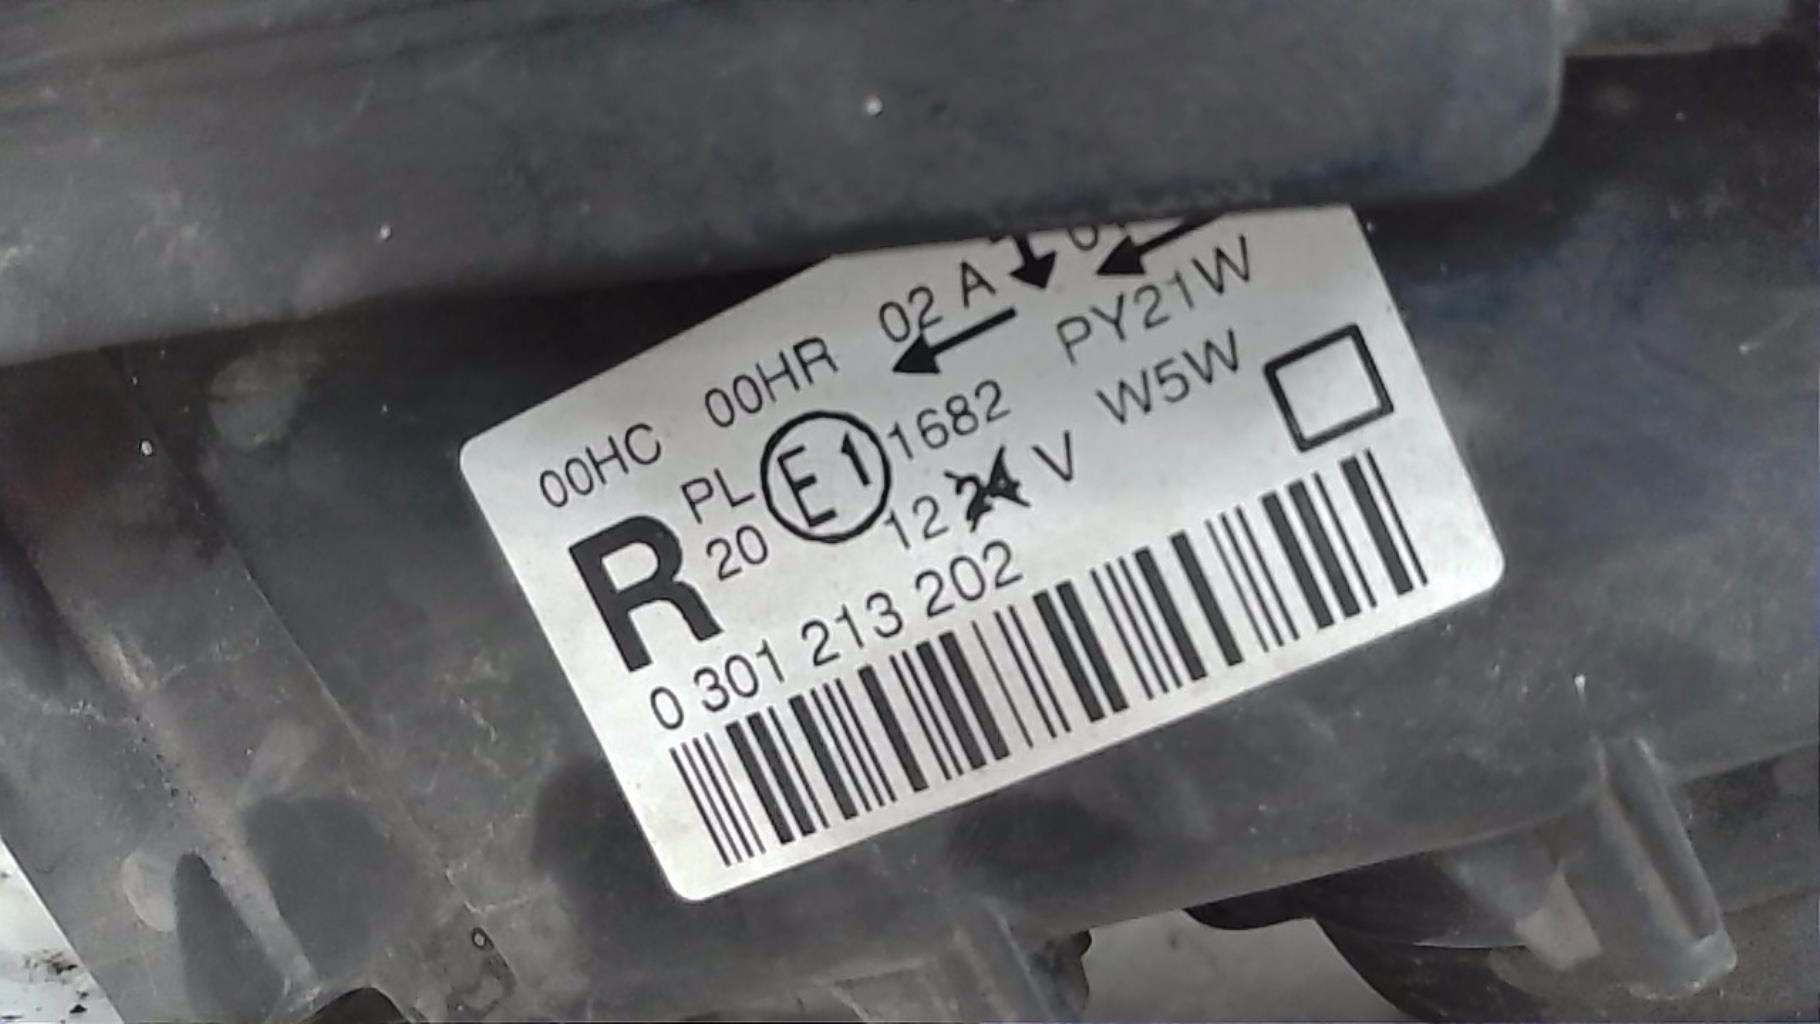 00HC 00HR 02 A
PL E1 1682 PY21W
20 12 V W5W
R
0 301 213 202